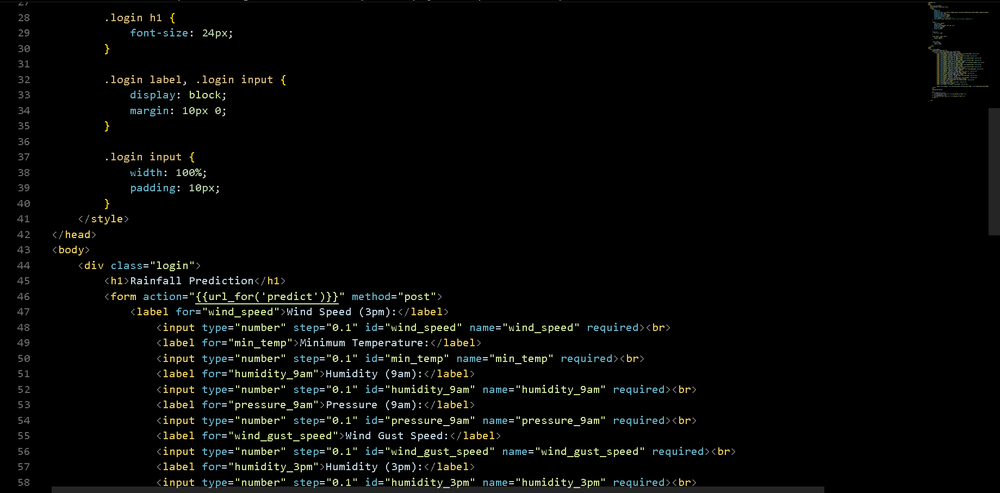 27
28 .login h1 {
29 font-size: 24px;
30 }
31
32 .login label, .login input {
33 display: block;
34 margin: 10px 0;
35 }
36
37 .login input {
38 width: 100%;
39 padding: 10px;
40 }
41 </style>
42 </head>
43 <body>
44 <div class="login">
45 <h1>Rainfall Prediction</h1>
46 <form action="{{url_for('predict')}}" method="post">
47 <label for="wind_speed">Wind Speed (3pm):</label>
48 <input type="number" step="0.1" id="wind_speed" name="wind_speed" required><br>
49 <label for="min_temp">Minimum Temperature:</label>
50 <input type="number" step="0.1" id="min_temp" name="min_temp" required><br>
51 <label for="humidity_9am">Humidity (9am):</label>
52 <input type="number" step="0.1" id="humidity_9am" name="humidity_9am" required><br>
53 <label for="pressure_9am">Pressure (9am):</label>
54 <input type="number" step="0.1" id="pressure_9am" name="pressure_9am" required><br>
55 <label for="wind_gust_speed">Wind Gust Speed:</label>
56 <input type="number" step="0.1" id="wind_gust_speed" name="wind_gust_speed" required><br>
57 <label for="humidity_3pm">Humidity (3pm):</label>
58 <input type="number" step="0.1" id="humidity_3pm" name="humidity_3pm" required><br>